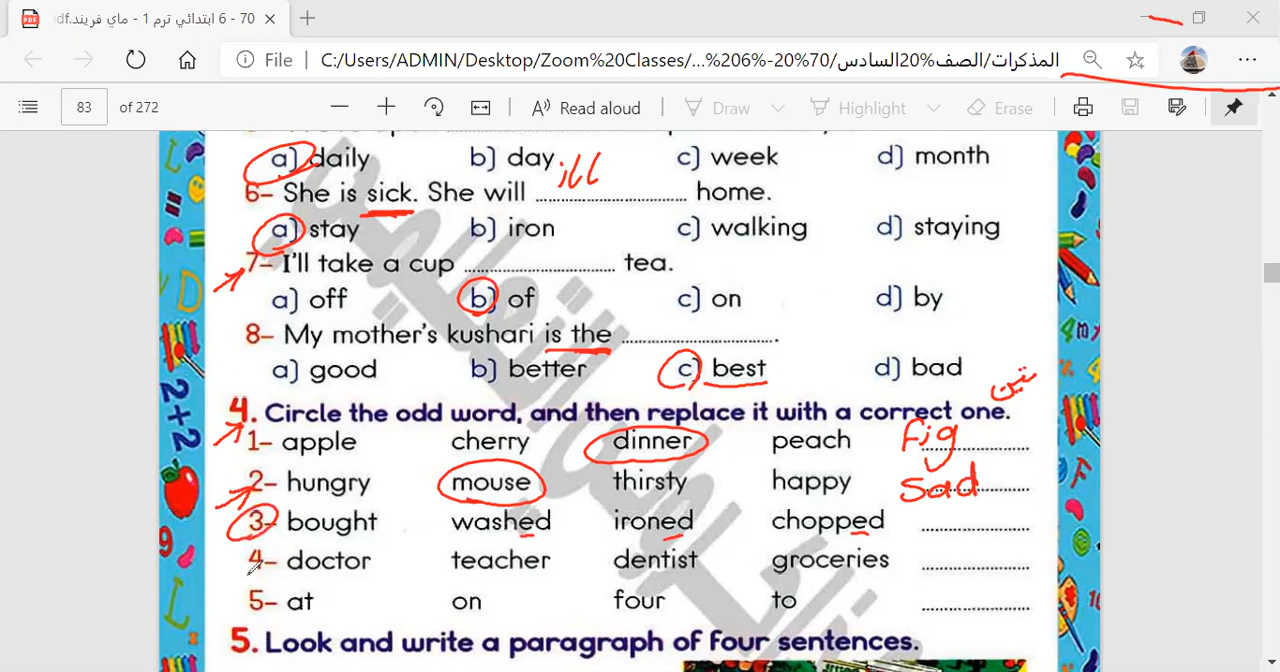 70 - 6 ابتدائي ترم 1 - ماي فريند.pdf
File C:/Users/ADMIN/Desktop/Zoom%20Classes/...%206%-20%70/المذكرات/الصف%20السادس
83 of 272 Read aloud Draw Highlight Erase
a) daily b) day c) week d) month
ill
6- She is sick. She will ........................ home.
a) stay b) iron c) walking d) staying
7- I'll take a cup ........................ tea.
a) off b) of c) on d) by
8- My mother's kushari is the ........................ .
a) good b) better c) best d) bad
تين
4. Circle the odd word, and then replace it with a correct one.
1- apple cherry dinner peach Fig
2- hungry mouse thirsty happy sad
3- bought washed ironed chopped ..................
4- doctor teacher dentist groceries ..................
5- at on four to ..................
5. Look and write a paragraph of four sentences.